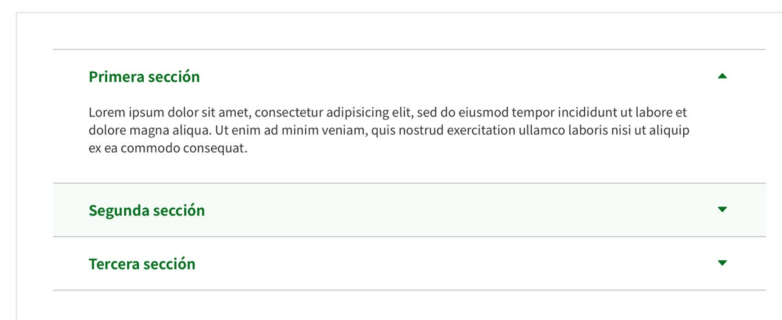 Primera sección
Lorem ipsum dolor sit amet, consectetur adipisicing elit, sed do eiusmod tempor incididunt ut labore et
dolore magna aliqua. Ut enim ad minim veniam, quis nostrud exercitation ullamco laboris nisi ut aliquip
ex ea commodo consequat.
Segunda sección
Tercera sección